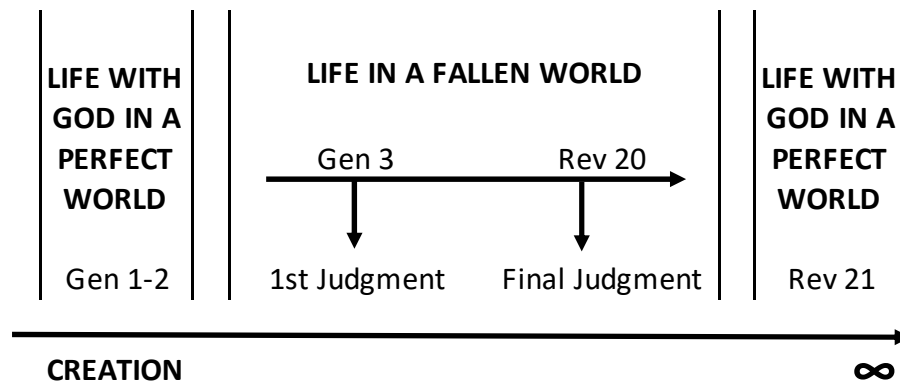 LIFE WITH
GOD IN A
PERFECT
WORLD
Gen 1-2
LIFE IN A FALLEN WORLD
Gen 3
Rev 20
1st Judgment
Final Judgment
LIFE WITH
GOD IN A
PERFECT
WORLD
Rev 21
CREATION
∞